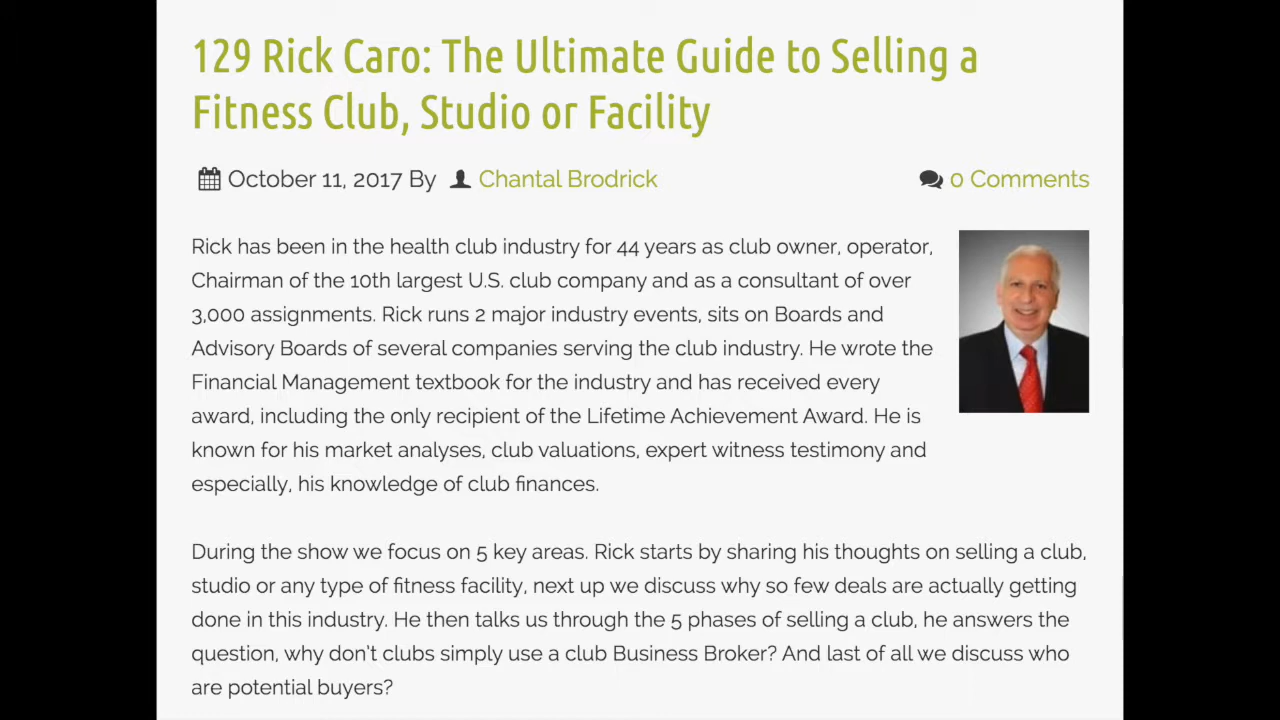 129 Rick Caro: The Ultimate Guide to Selling a
Fitness Club, Studio or Facility
October 11, 2017 By Chantal Brodrick
0 Comments
Rick has been in the health club industry for 44 years as club owner, operator,
Chairman of the 10th largest U.S. club company and as a consultant of over
3,000 assignments. Rick runs 2 major industry events, sits on Boards and
Advisory Boards of several companies serving the club industry. He wrote the
Financial Management textbook for the industry and has received every
award, including the only recipient of the Lifetime Achievement Award. He is
known for his market analyses, club valuations, expert witness testimony and
especially, his knowledge of club finances.
During the show we focus on 5 key areas. Rick starts by sharing his thoughts on selling a club,
studio or any type of fitness facility, next up we discuss why so few deals are actually getting
done in this industry. He then talks us through the 5 phases of selling a club, he answers the
question, why don't clubs simply use a club Business Broker? And last of all we discuss who
are potential buyers?